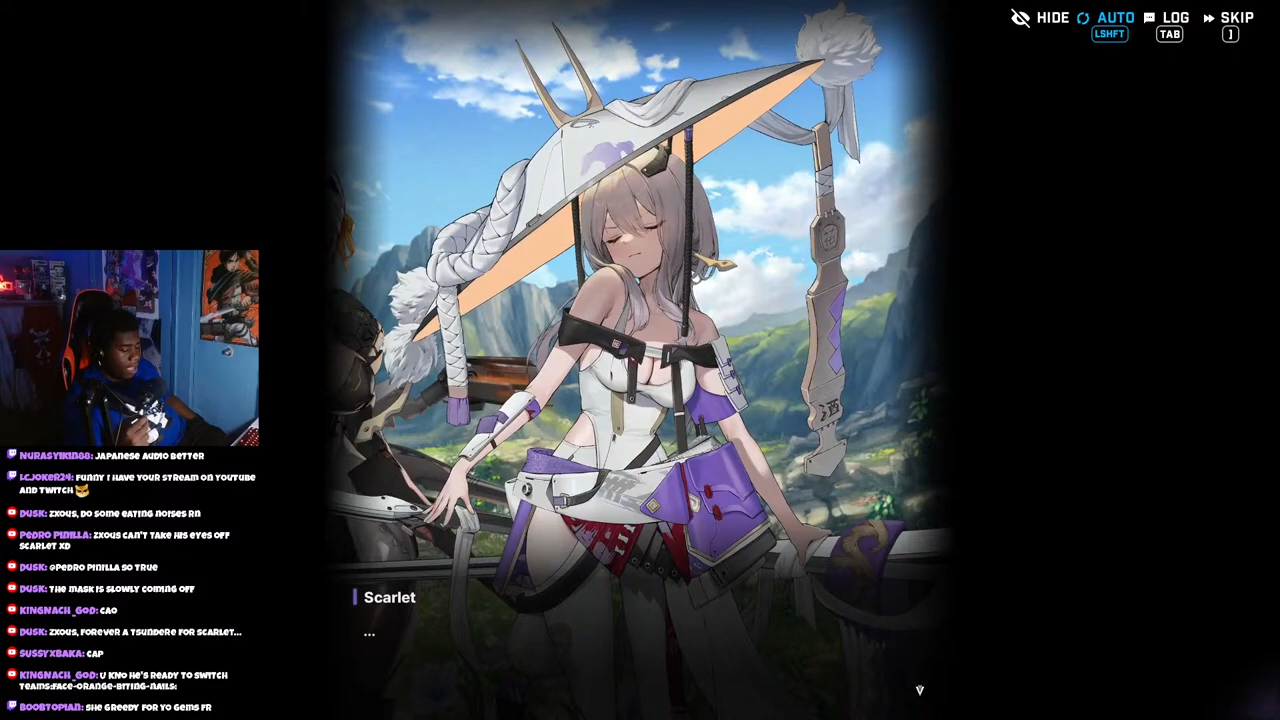 HIDE AUTO LOG SKIP
LSHFT TAB ]
酒
NURASYIKIN88: JAPANESE AUDIO BETTER
LCJOKER24: FUNNY I HAVE YOUR STREAM ON YOUTUBE
AND TWITCH
DUSK: ZXOUS, DO SOME EATING NOISES RN
PEDRO PINILLA: ZXOUS CAN'T TAKE HIS EYES OFF
SCARLET XD
DUSK: @PEDRO PINILLA SO TRUE
DUSK: THE MASK IS SLOWLY COMING OFF
KINGNACH_GOD: CAO
DUSK: ZXOUS, FOREVER A TSUNDERE FOR SCARLET...
SUSSYXBAKA: CAP
KINGNACH_GOD: U KNO HE'S READY TO SWITCH
TEAMS:FACE-ORANGE-BITING-NAILS:
BOOBTOPIAN: SHE GREEDY FOR YO GEMS FR
Scarlet
...